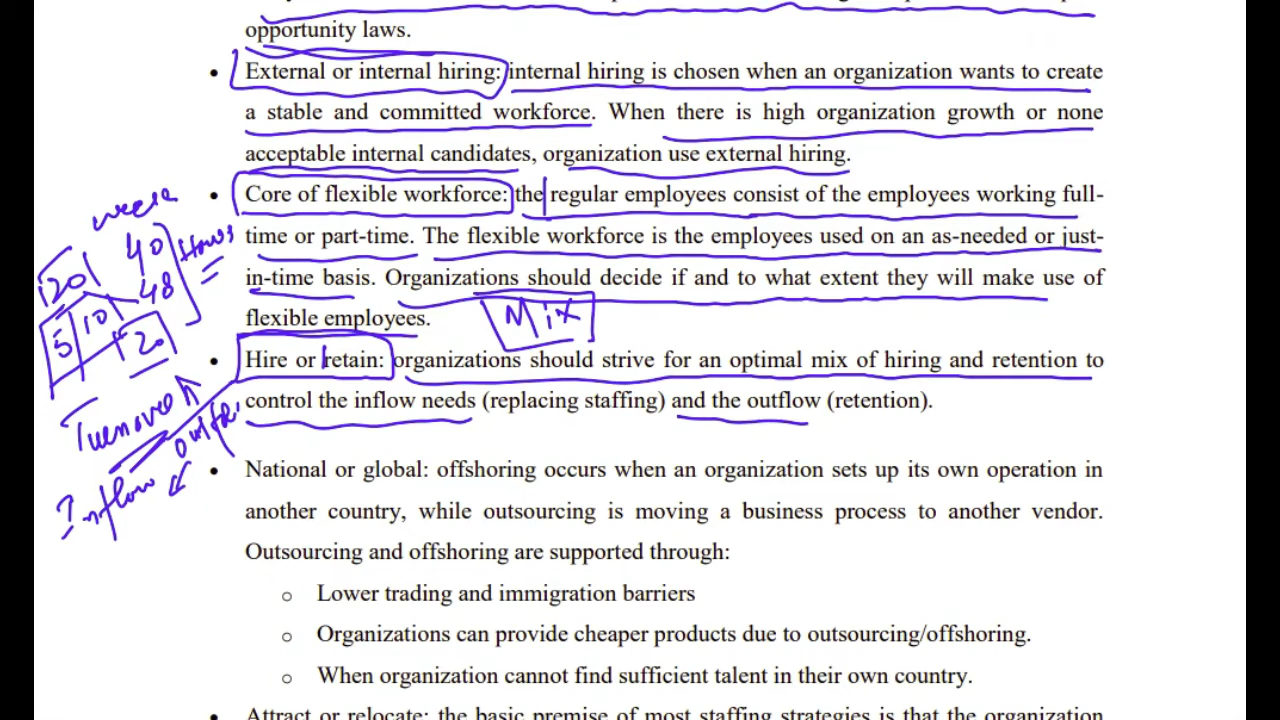 opportunity laws.
• External or internal hiring: internal hiring is chosen when an organization wants to create
a stable and committed workforce. When there is high organization growth or none
acceptable internal candidates, organization use external hiring.
• Core of flexible workforce: the regular employees consist of the employees working full-
time or part-time. The flexible workforce is the employees used on an as-needed or just-
in-time basis. Organizations should decide if and to what extent they will make use of
flexible employees.
Mix
week
40
48
Hours
120
5 10
20
• Hire or retain: organizations should strive for an optimal mix of hiring and retention to
control the inflow needs (replacing staffing) and the outflow (retention).
Turnover
Inflow
• National or global: offshoring occurs when an organization sets up its own operation in
another country, while outsourcing is moving a business process to another vendor.
Outsourcing and offshoring are supported through:
o Lower trading and immigration barriers
o Organizations can provide cheaper products due to outsourcing/offshoring.
o When organization cannot find sufficient talent in their own country.
• Attract or relocate: the basic premise of most staffing strategies is that the organization